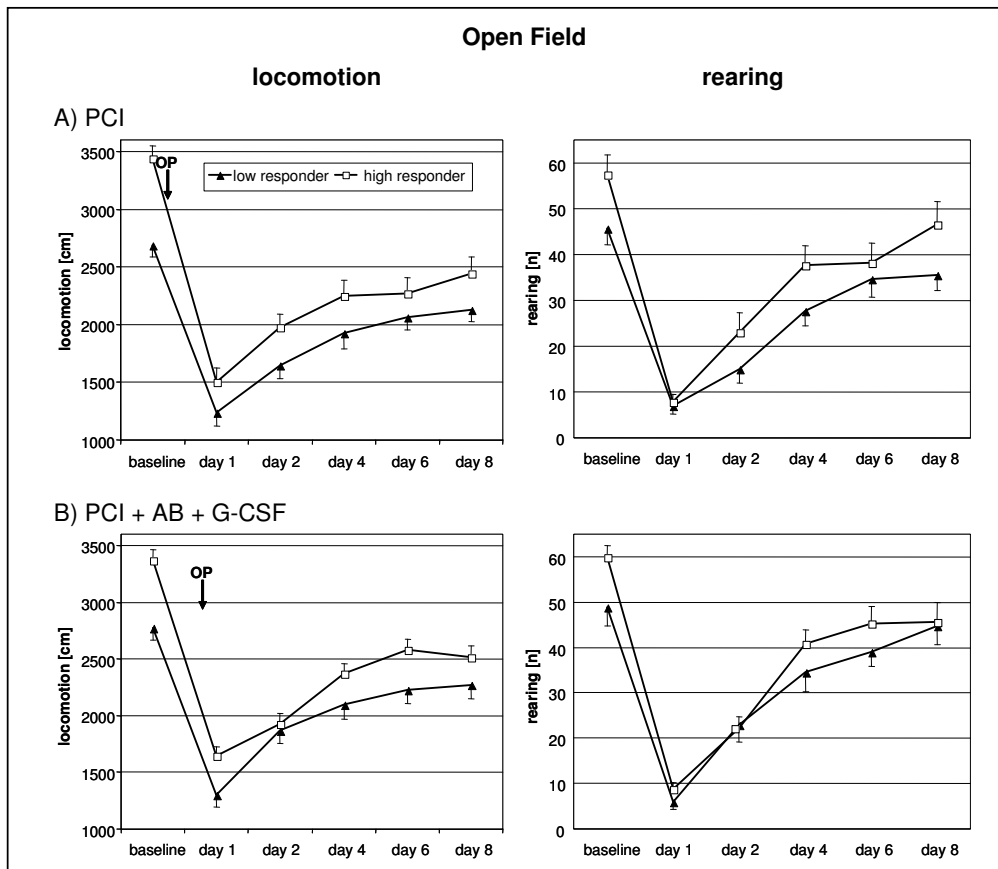 Open Field
locomotion
rearing
A) PCI
locomotion [cm]
3500
3000
2500
2000
1500
1000
OP
low responder
high responder
baseline day 1 day 2 day 4 day 6 day 8
rearing [n]
60
50
40
30
20
10
0
baseline day 1 day 2 day 4 day 6 day 8
B) PCI + AB + G-CSF
locomotion [cm]
3500
3000
2500
2000
1500
1000
OP
baseline day 1 day 2 day 4 day 6 day 8
rearing [n]
60
50
40
30
20
10
0
baseline day 1 day 2 day 4 day 6 day 8